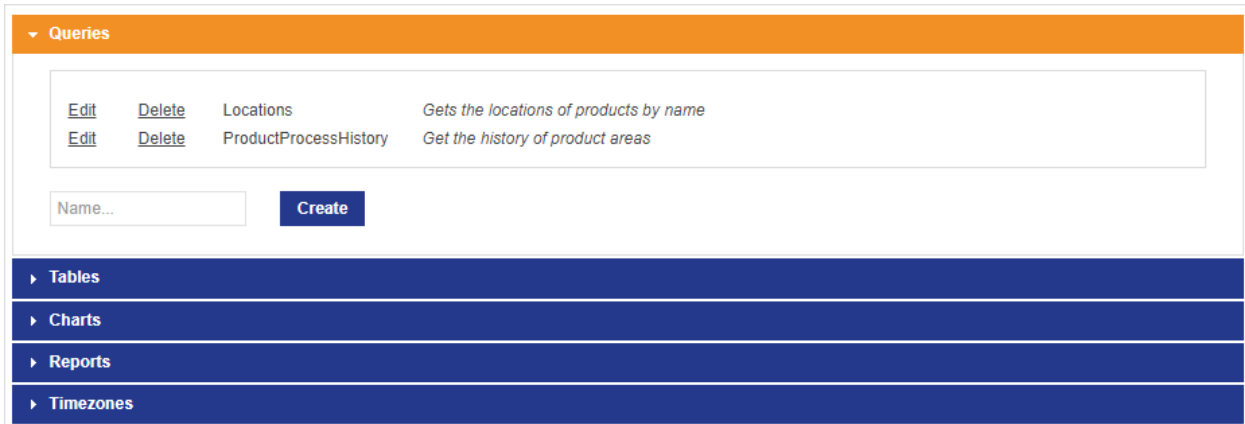 Queries
Edit Delete Locations Gets the locations of products by name
Edit Delete ProductProcessHistory Get the history of product areas
Name... Create
Tables
Charts
Reports
Timezones